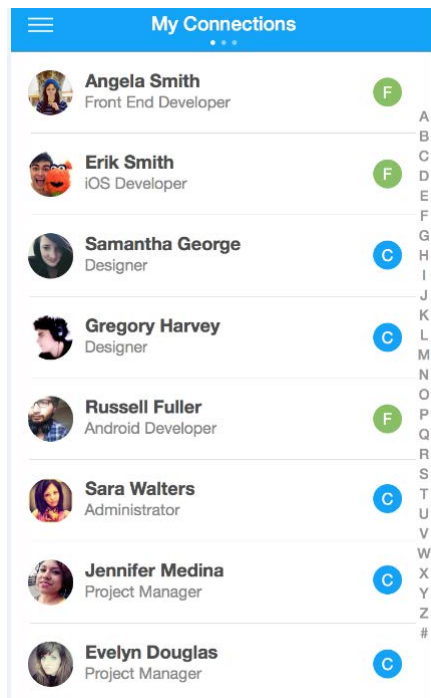 My Connections
Angela Smith
Front End Developer
F
Erik Smith
iOS Developer
F
Samantha George
Designer
C
Gregory Harvey
Designer
C
Russell Fuller
Android Developer
F
Sara Walters
Administrator
C
Jennifer Medina
Project Manager
C
Evelyn Douglas
Project Manager
C
A
B
C
D
E
F
G
H
I
J
K
L
M
N
O
P
Q
R
S
T
U
V
W
X
Y
Z
#